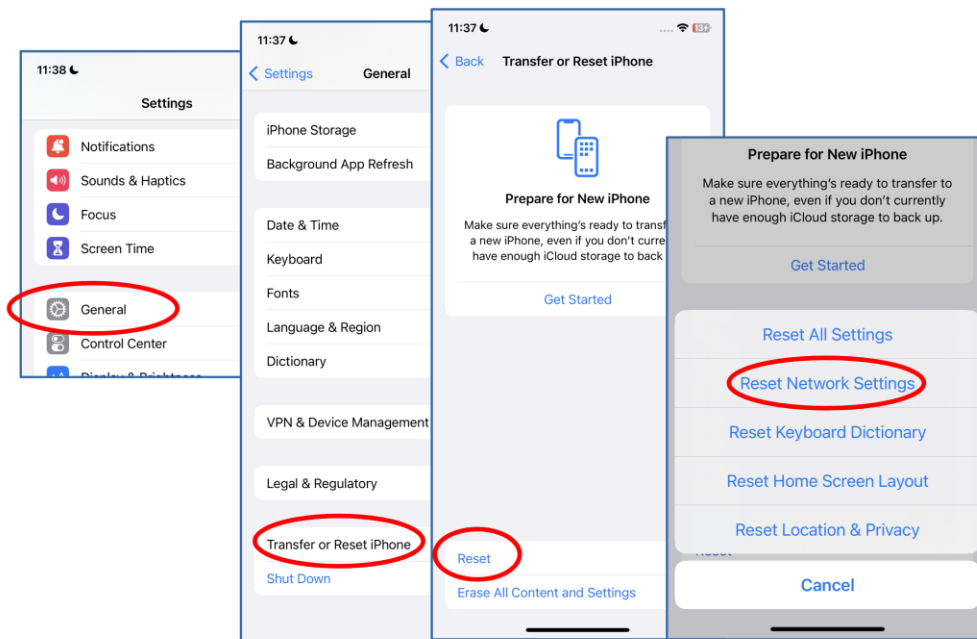 11:38
Settings
Notifications
Sounds & Haptics
Focus
Screen Time
General
Control Center
Display & Brightness
11:37
Settings
General
iPhone Storage
Background App Refresh
Date & Time
Keyboard
Fonts
Language & Region
Dictionary
VPN & Device Management
Legal & Regulatory
Transfer or Reset iPhone
Shut Down
11:37
13
Back
Transfer or Reset iPhone
Prepare for New iPhone
Make sure everything's ready to transf
a new iPhone, even if you don't curre
have enough iCloud storage to back
Get Started
Reset
Erase All Content and Settings
Prepare for New iPhone
Make sure everything's ready to transfer to
a new iPhone, even if you don't currently
have enough iCloud storage to back up.
Get Started
Reset All Settings
Reset Network Settings
Reset Keyboard Dictionary
Reset Home Screen Layout
Reset Location & Privacy
Reset
Cancel